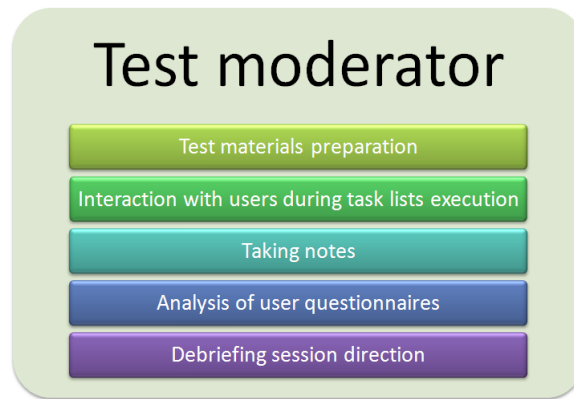 Test moderator
Test materials preparation
Interaction with users during task lists execution
Taking notes
Analysis of user questionnaires
Debriefing session direction